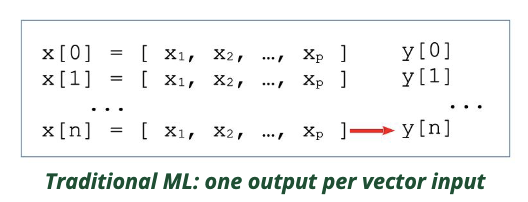 x[0] = [ x₁, x₂, …, xₚ ] y[0]
x[1] = [ x₁, x₂, …, xₚ ] y[1]
... ...
x[n] = [ x₁, x₂, …, xₚ ] y[n]
Traditional ML: one output per vector input